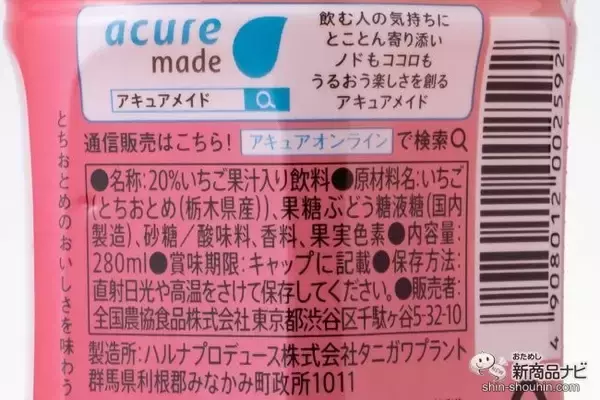 acure
made
アキュアメイド
飲む人の気持ちに
とことん寄り添い
ノドもココロも
うるおう楽しさを創る
アキュアメイド
通信販売はこちら! アキュアオンライン で検索
●名称:20%いちご果汁入り飲料●原材料名:いちご
(とちおとめ(栃木県産))、果糖ぶどう糖液糖(国内
製造)、砂糖/酸味料、香料、果実色素●内容量:
280ml●賞味期限:キャップに記載●保存方法:
直射日光や高温をさけて保存してください。●販売者:
全国農協食品株式会社 東京都渋谷区千駄ヶ谷5-32-10
製造所:ハルナプロデュース株式会社タニガワプラント
群馬県利根郡みなかみ町政所1011
とちおとめのおいしさを味わう
4 908012 002592
おためし
新商品ナビ
shin-shouhin.com